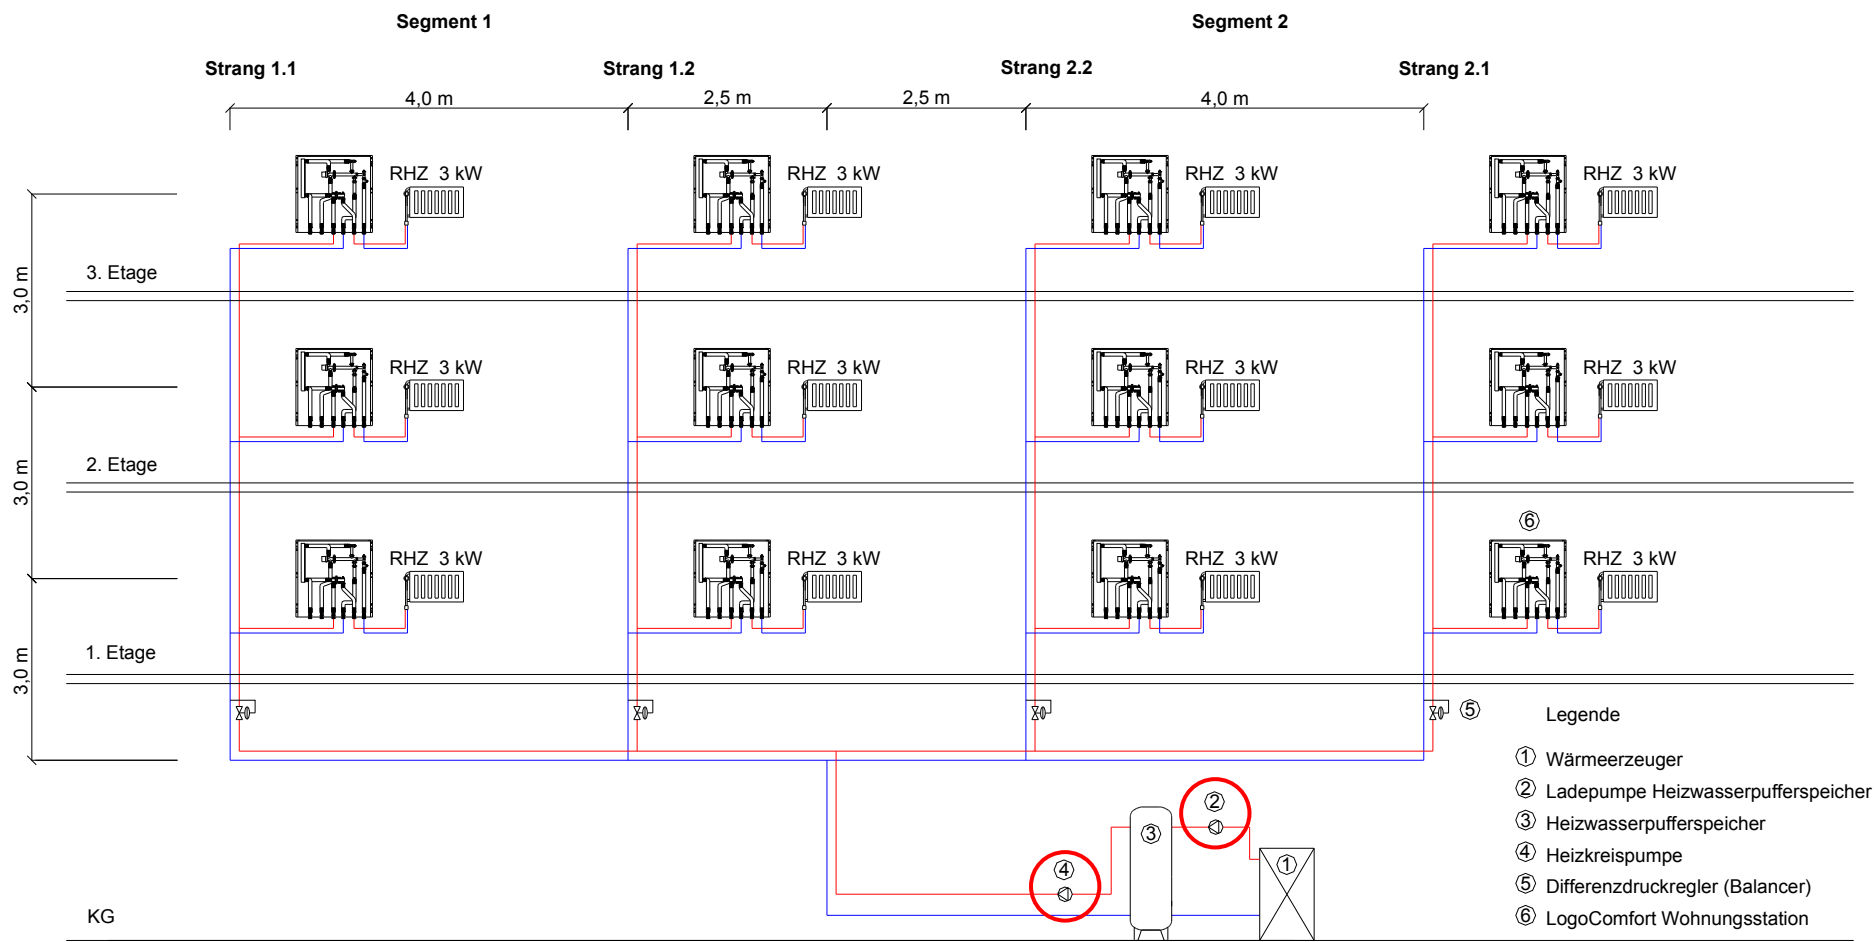 Segment 1
Segment 2
Strang 1.1
Strang 1.2
Strang 2.2
Strang 2.1
4,0 m
2,5 m
2,5 m
4,0 m
RHZ 3 kW
RHZ 3 kW
RHZ 3 kW
RHZ 3 kW
3,0 m
3. Etage
RHZ 3 kW
RHZ 3 kW
RHZ 3 kW
RHZ 3 kW
3,0 m
2. Etage
6
RHZ 3 kW
RHZ 3 kW
RHZ 3 kW
RHZ 3 kW
3,0 m
1. Etage
5
Legende
1 Wärmeerzeuger
2 Ladepumpe Heizwasserpufferspeicher
3 Heizwasserpufferspeicher
4 Heizkreispumpe
5 Differenzdruckregler (Balancer)
6 LogoComfort Wohnungsstation
2
3
1
4
KG